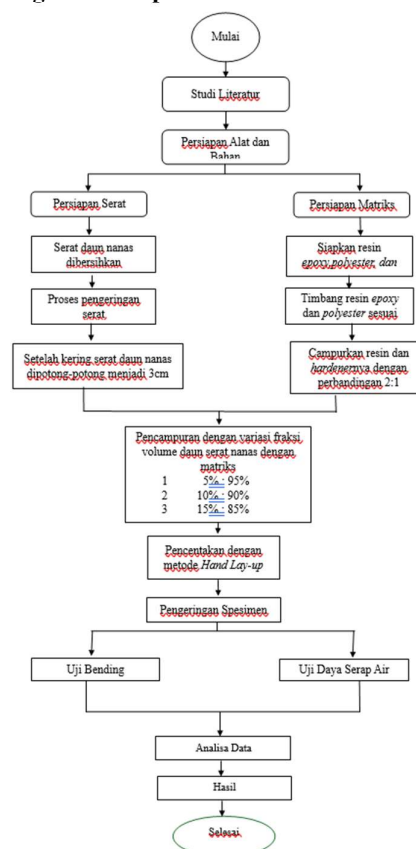 Mulai
Studi Literatur
Persiapan Alat dan
Bahan
Persiapan Serat
Persiapan Matriks
Serat daun nanas
dibersihkan
Siapkan resin
epoxy,polyester, dan
Proses pengeringan
serat
Timbang resin epoxy
dan polyester sesuai
Setelah kering serat daun nanas
dipotong-potong menjadi 3cm
Campurkan resin dan
hardenernya dengan
perbandingan 2:1
Pencampuran dengan variasi fraksi
volume daun serat nanas dengan
matriks
1 5% : 95%
2 10% : 90%
3 15% : 85%
Pencentakan dengan
metode Hand Lay-up
Pengeringan Spesimen
Uji Bending
Uji Daya Serap Air
Analisa Data
Hasil
Selesai